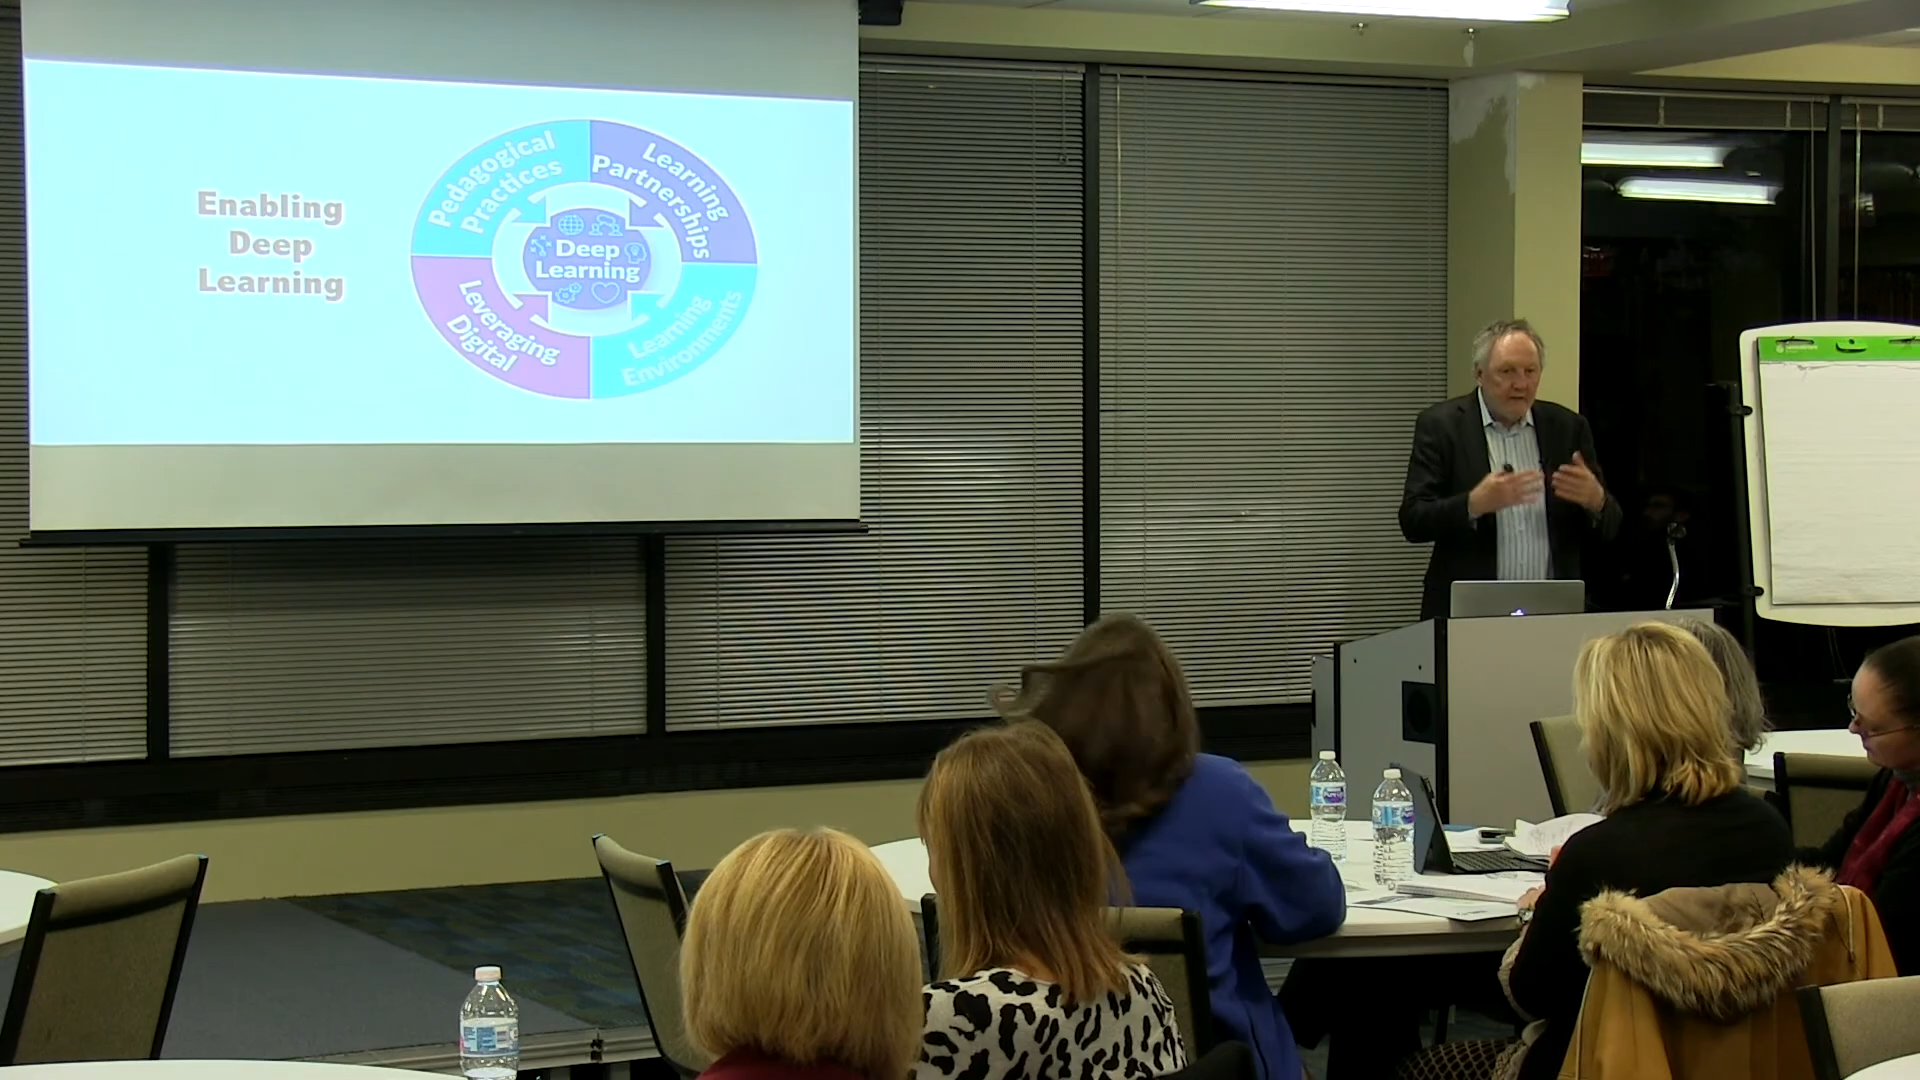 Enabling
Deep
Learning
Pedagogical
Practices
Learning
Partnerships
Deep
Learning
Leveraging
Digital
Learning
Environments